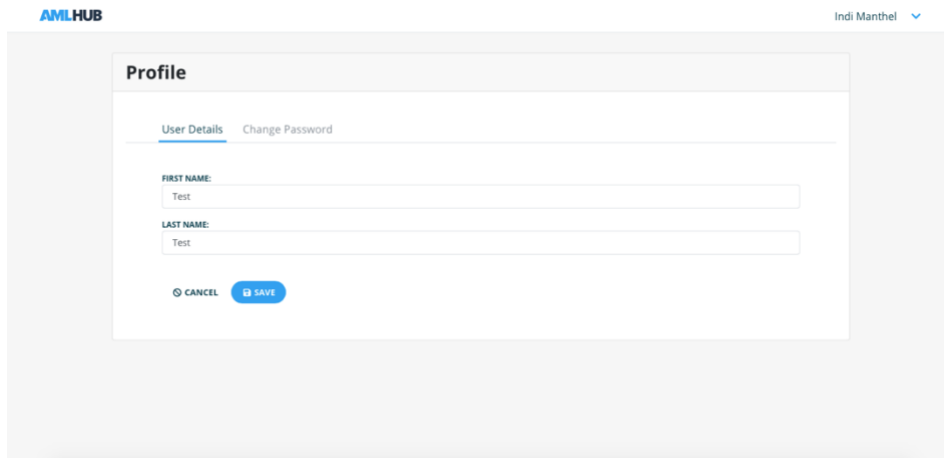 AMLHUB
Indi Manthel
Profile
User Details Change Password
FIRST NAME:
Test
LAST NAME:
Test
CANCEL SAVE